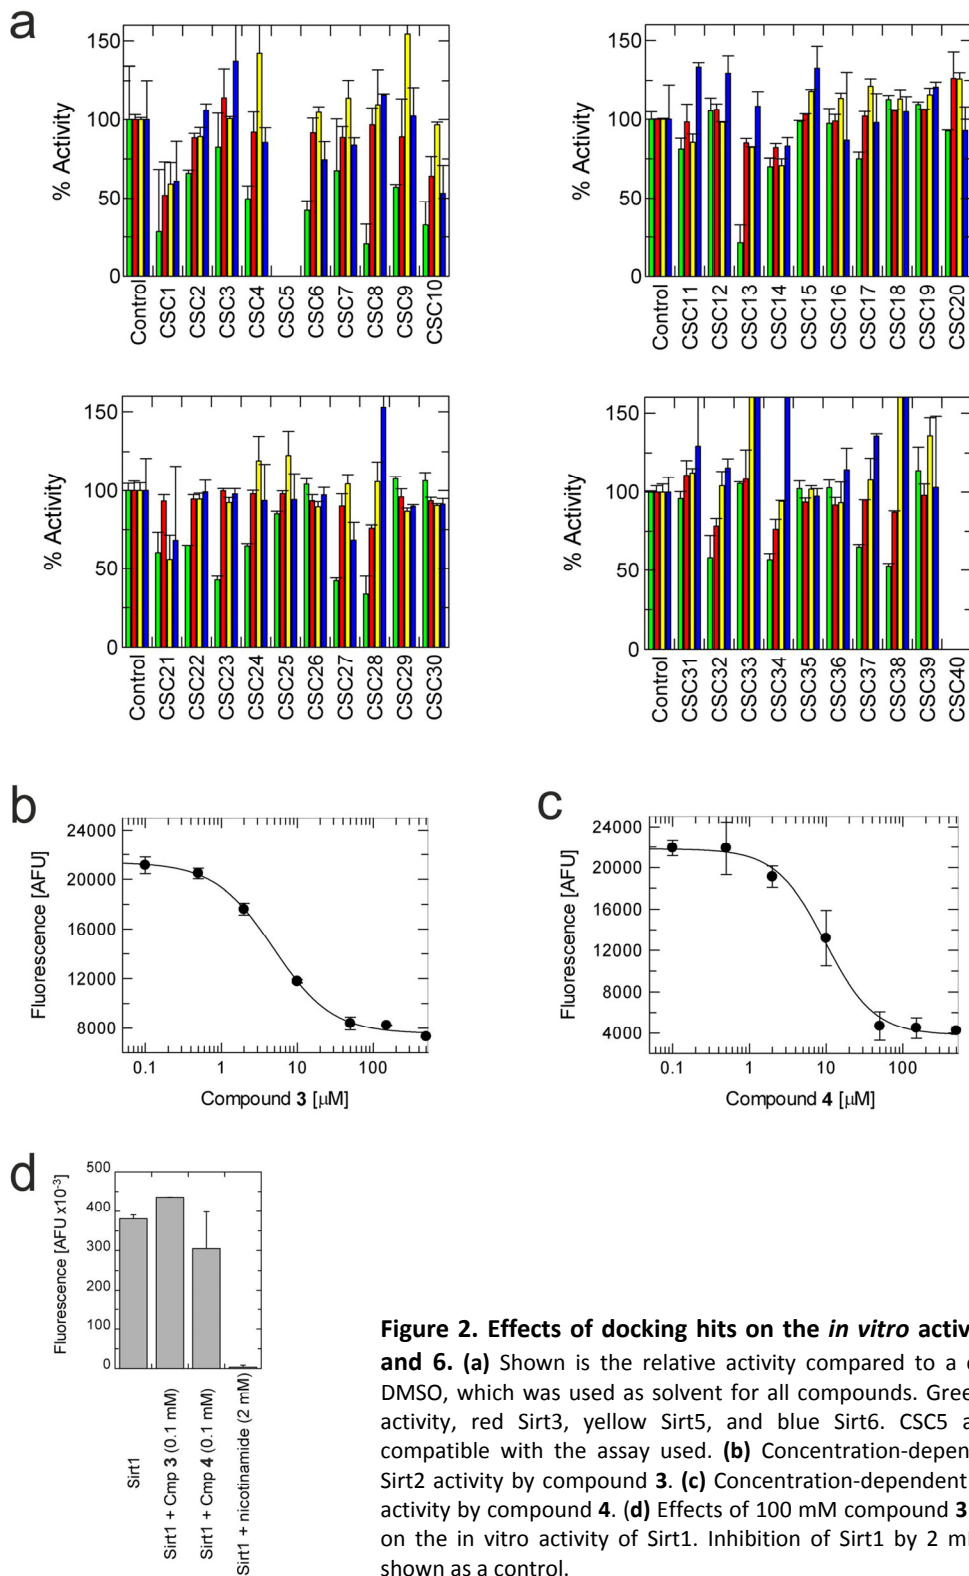 a
150
100
50
0
% Activity
Control
CSC1
CSC2
CSC3
CSC4
CSC5
CSC6
CSC7
CSC8
CSC9
CSC10
150
100
50
0
% Activity
Control
CSC11
CSC12
CSC13
CSC14
CSC15
CSC16
CSC17
CSC18
CSC19
CSC20
150
100
50
0
% Activity
Control
CSC21
CSC22
CSC23
CSC24
CSC25
CSC26
CSC27
CSC28
CSC29
CSC30
150
100
50
0
% Activity
Control
CSC31
CSC32
CSC33
CSC34
CSC35
CSC36
CSC37
CSC38
CSC39
CSC40
b
24000
20000
16000
12000
8000
Fluorescence [AFU]
0.1 1 10 100
Compound 3 [μM]
c
24000
20000
16000
12000
8000
4000
Fluorescence [AFU]
0.1 1 10 100
Compound 4 [μM]
d
500
400
300
200
100
0
Fluorescence [AFU x10⁻³]
Sirt1
Sirt1 + Cmp 3 (0.1 mM)
Sirt1 + Cmp 4 (0.1 mM)
Sirt1 + nicotinamide (2 mM)
Figure 2. Effects of docking hits on the in vitro activ
and 6. (a) Shown is the relative activity compared to a
DMSO, which was used as solvent for all compounds. Gree
activity, red Sirt3, yellow Sirt5, and blue Sirt6. CSC5 a
compatible with the assay used. (b) Concentration-depen
Sirt2 activity by compound 3. (c) Concentration-dependent
activity by compound 4. (d) Effects of 100 mM compound 3
on the in vitro activity of Sirt1. Inhibition of Sirt1 by 2 m
shown as a control.